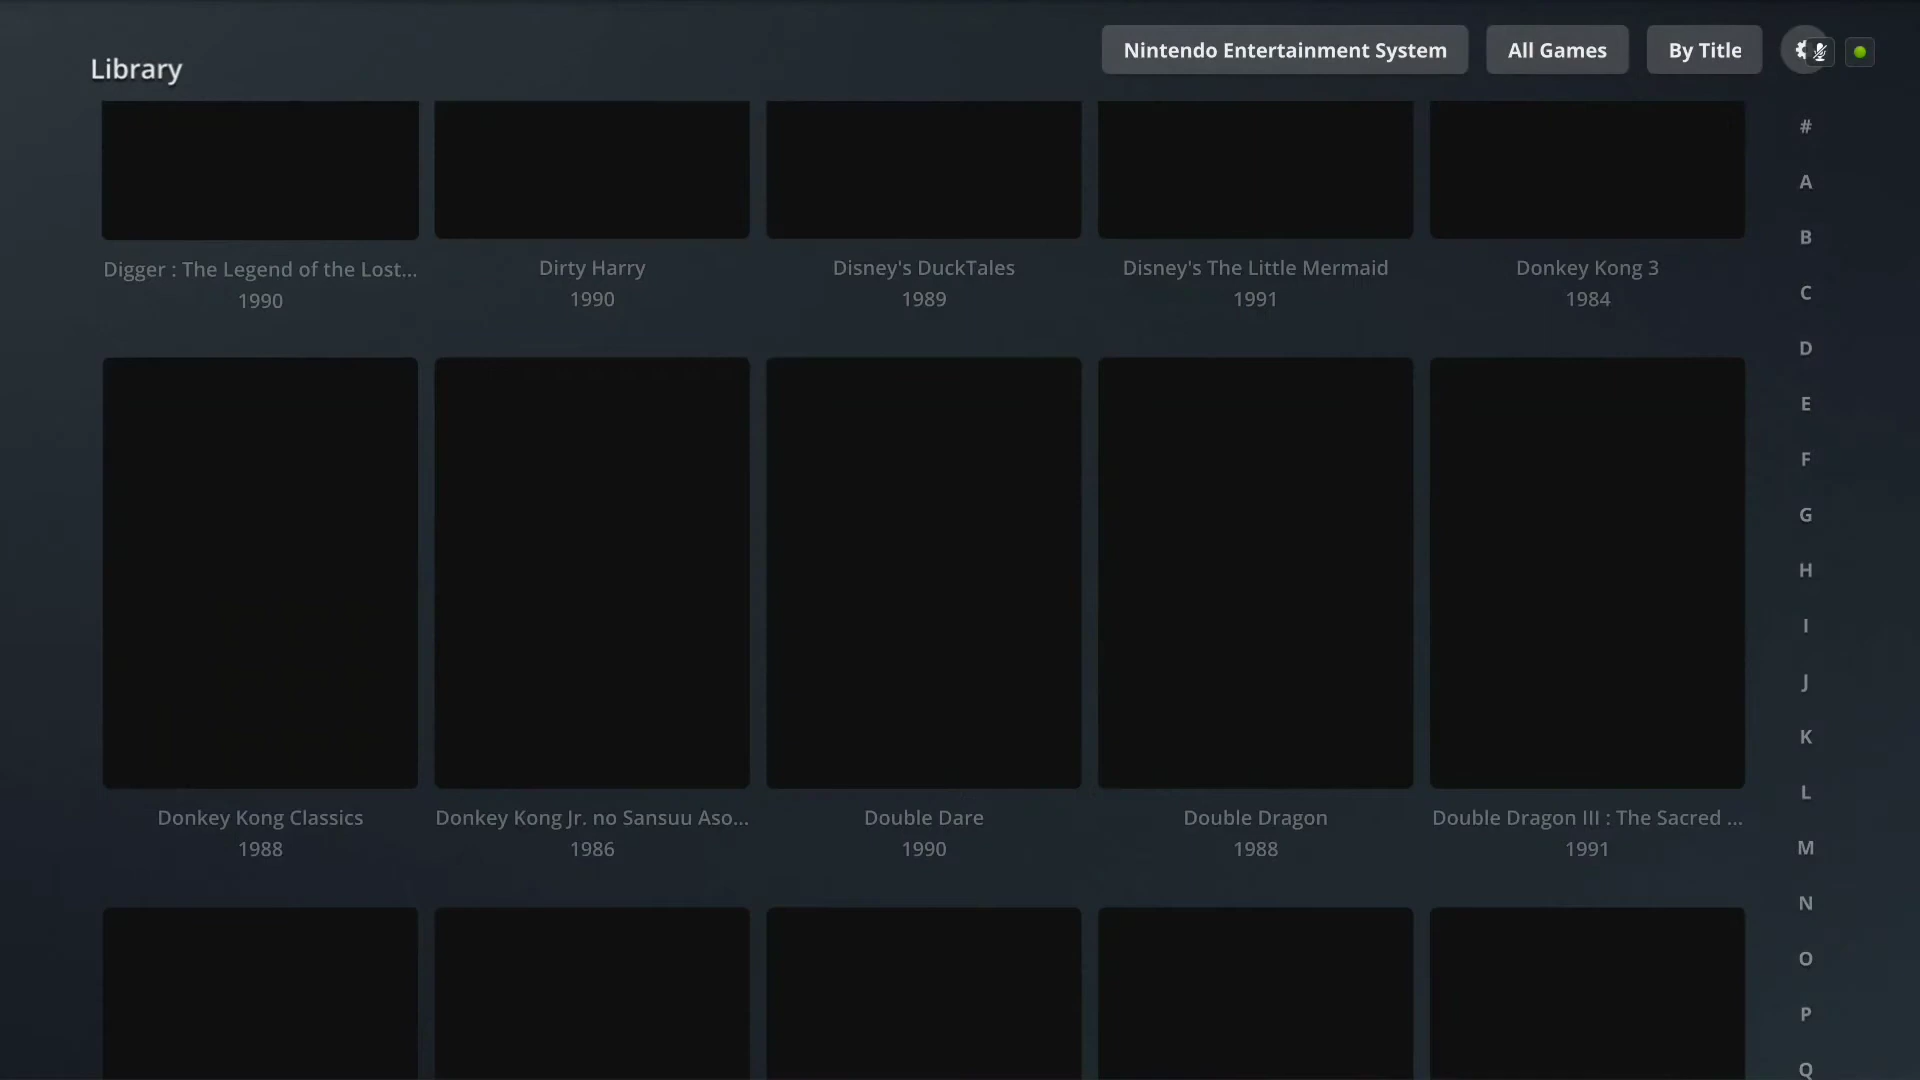 Library
Nintendo Entertainment System
All Games
By Title
Digger : The Legend of the Lost...
1990
Dirty Harry
1990
Disney's DuckTales
1989
Disney's The Little Mermaid
1991
Donkey Kong 3
1984
Donkey Kong Classics
1988
Donkey Kong Jr. no Sansuu Aso...
1986
Double Dare
1990
Double Dragon
1988
Double Dragon III : The Sacred ...
1991
#
A
B
C
D
E
F
G
H
I
J
K
L
M
N
O
P
Q